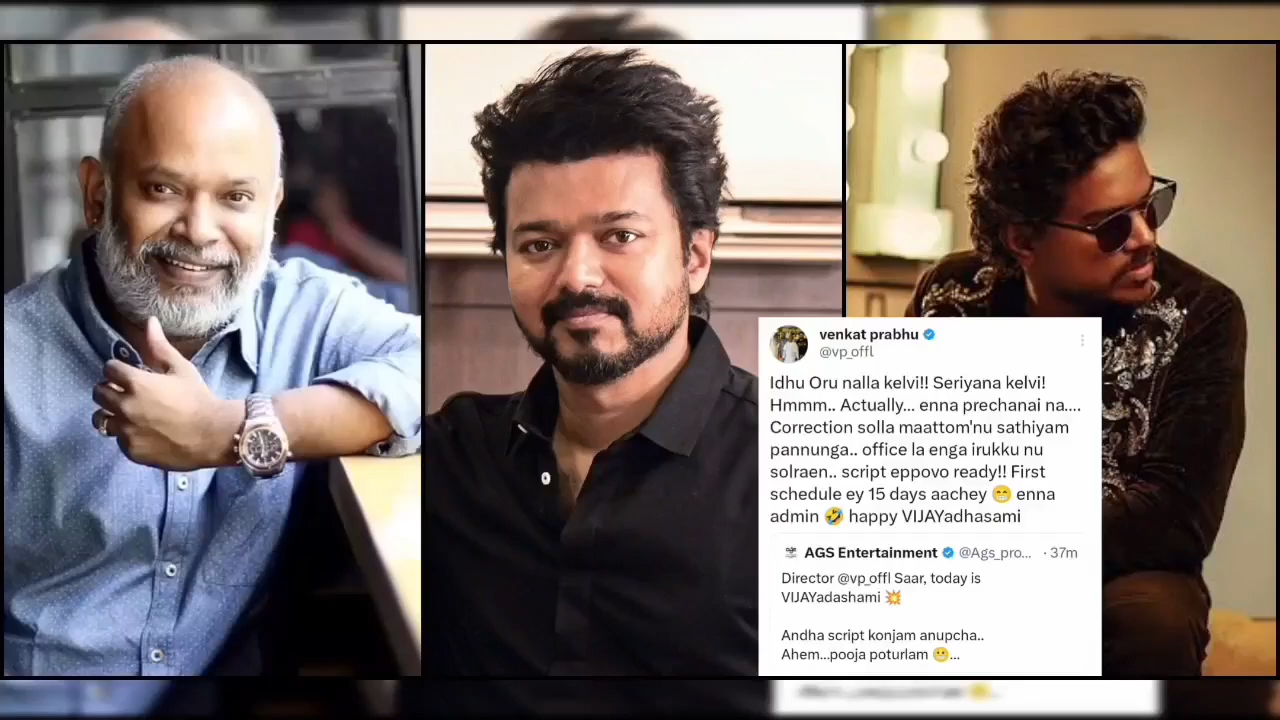 venkat prabhu
@vp_offl
Idhu Oru nalla kelvi!! Seriyana kelvi!
Hmmm.. Actually... enna prechanai na....
Correction solla maattom'nu sathiyam
pannunga.. office la enga irukku nu
solraen.. script eppovo ready!! First
schedule ey 15 days aachey 😁 enna
admin 🤣 happy VIJAYadhasami
AGS Entertainment @Ags_pro... · 37m
Director @vp_offl Saar, today is
VIJAYadashami 💥
Andha script konjam anupcha..
Ahem...pooja poturlam 😬...